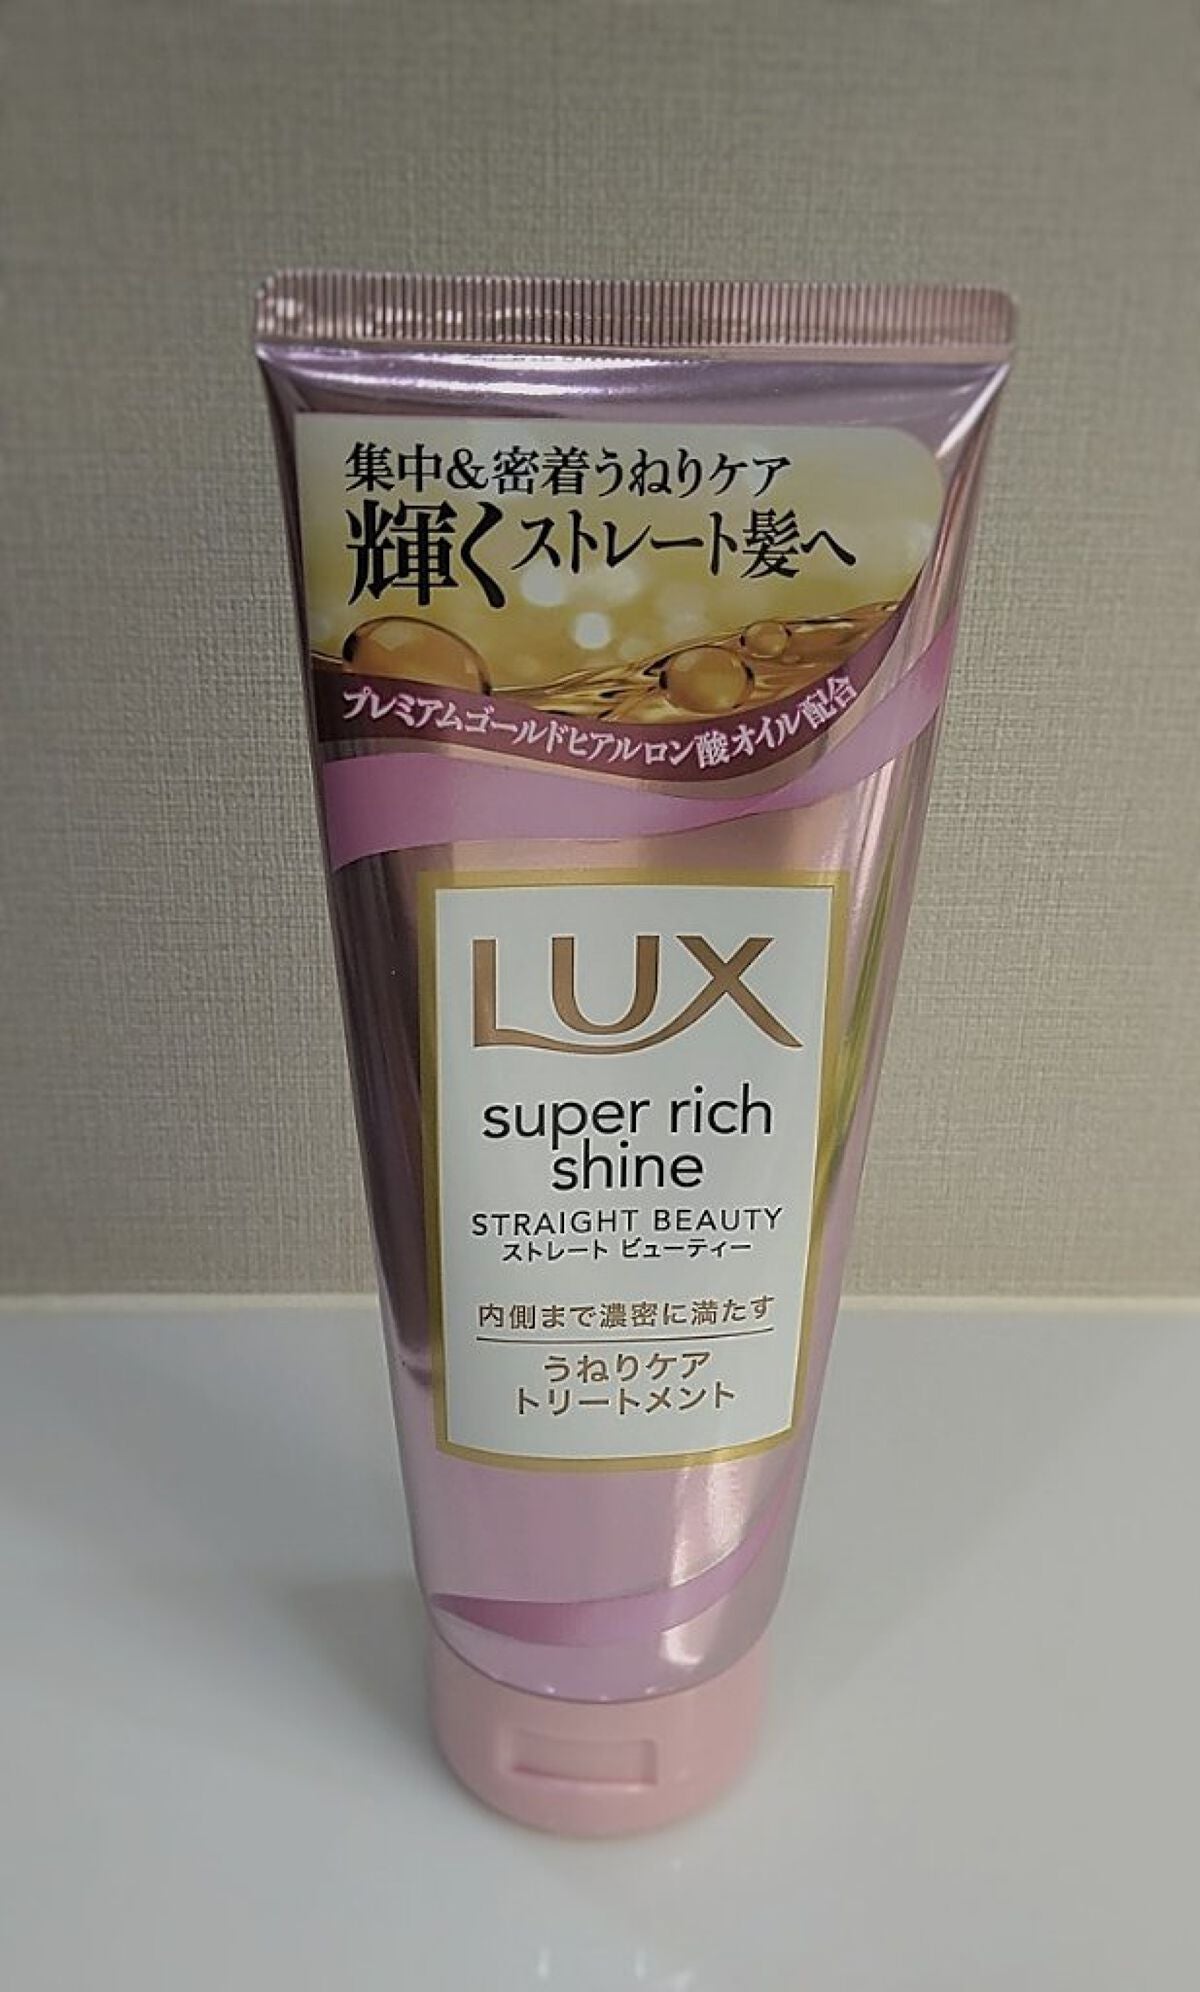 集中&密着うねりケア
輝くストレート髪へ
プレミアムゴールドヒアルロン酸オイル配合
LUX
super rich
shine
STRAIGHT BEAUTY
ストレート ビューティー
内側まで濃密に満たす
うねりケア
トリートメント